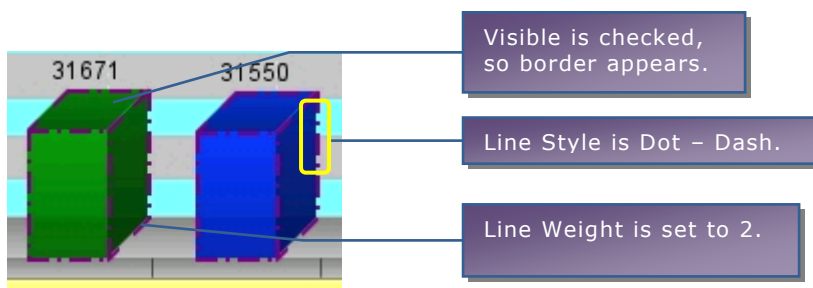 31671
31550
Visible is checked,
so border appears.
Line Style is Dot – Dash.
Line Weight is set to 2.